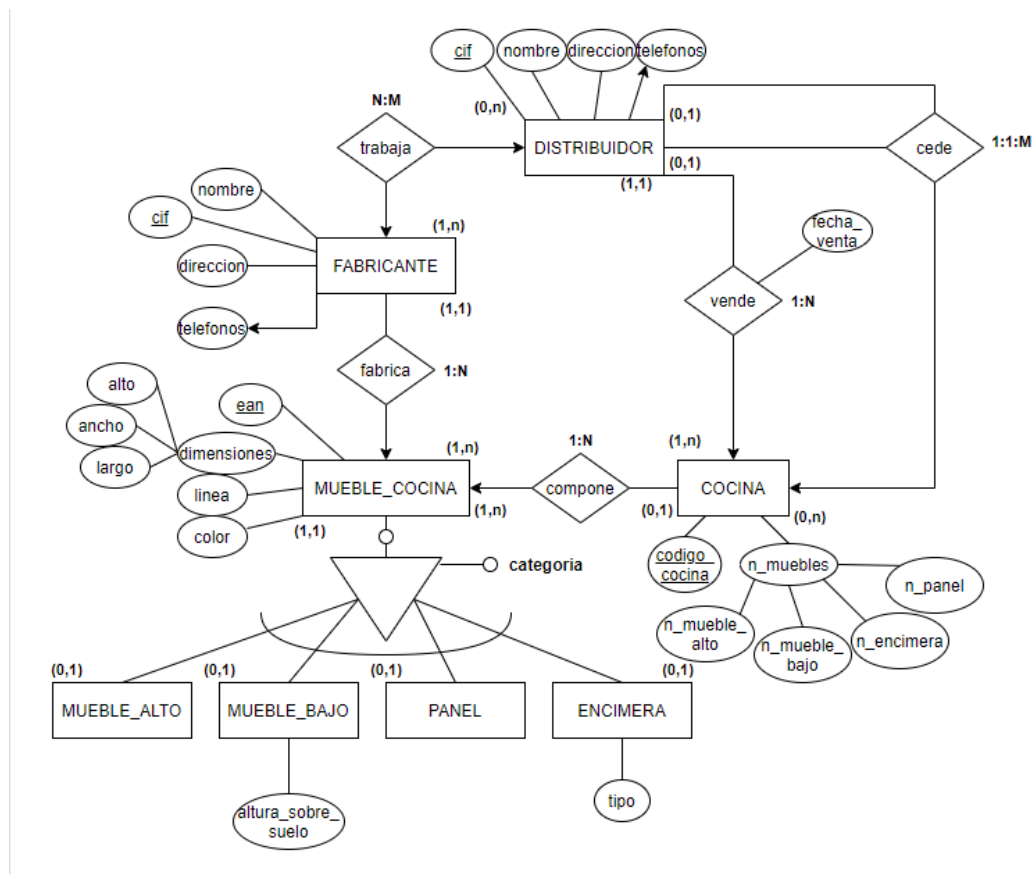 cif
nombre
direccion
telefonos
N:M
(0,n)
(0,1)
trabaja
DISTRIBUIDOR
cede
1:1:M
(0,1)
(1,1)
nombre
cif
(1,n)
fecha_
venta
direccion
FABRICANTE
vende
1:N
(1,1)
telefonos
fabrica
1:N
alto
ean
ancho
dimensiones
(1,n)
1:N
(1,n)
largo
linea
MUEBLE_COCINA
compone
COCINA
color
(1,1)
(1,n)
(0,1)
(0,n)
categoria
codigo_
cocina
n_muebles
n_panel
n_mueble_
alto
n_mueble_
bajo
n_encimera
(0,1)
(0,1)
(0,1)
(0,1)
MUEBLE_ALTO
MUEBLE_BAJO
PANEL
ENCIMERA
altura_sobre_
suelo
tipo